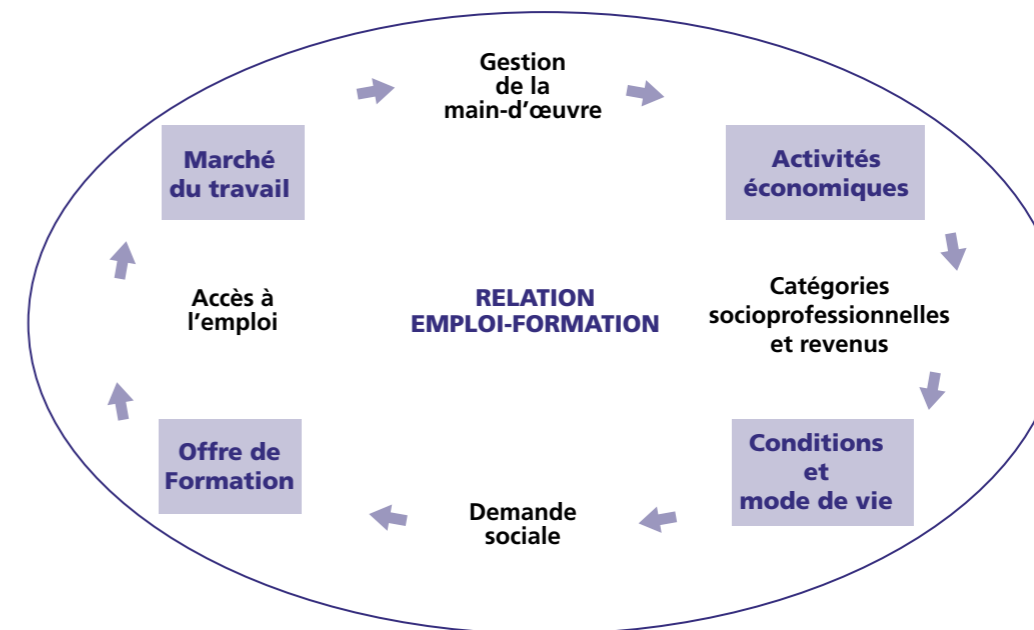 Gestion
de la
main-d’œuvre
Marché
du travail
Activités
économiques
Accès à
l’emploi
RELATION
EMPLOI-FORMATION
Catégories
socioprofessionnelles
et revenus
Offre de
Formation
Demande
sociale
Conditions
et
mode de vie